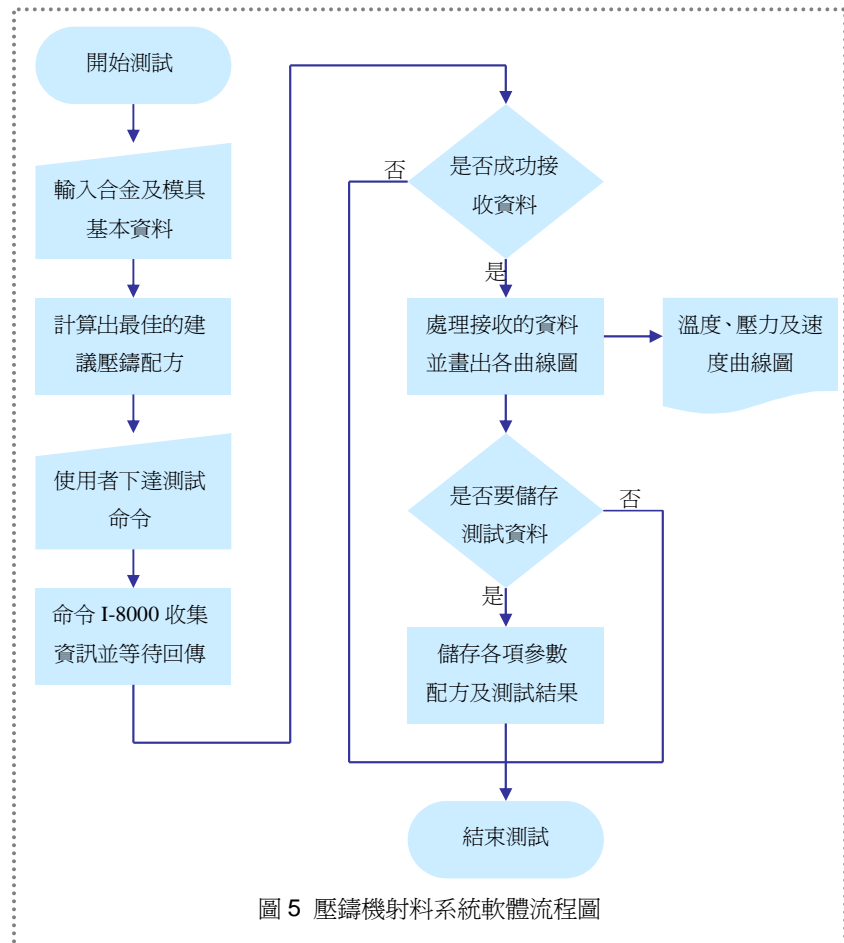 開始測試
輸入合金及模具
基本資料
計算出最佳的建
議壓鑄配方
使用者下達測試
命令
命令 I-8000 收集
資訊並等待回傳
是否成功接
收資料
否
是
處理接收的資料
並畫出各曲線圖
溫度、壓力及速
度曲線圖
是否要儲存
測試資料
否
是
儲存各項參數
配方及測試結果
結束測試
圖 5 壓鑄機射料系統軟體流程圖